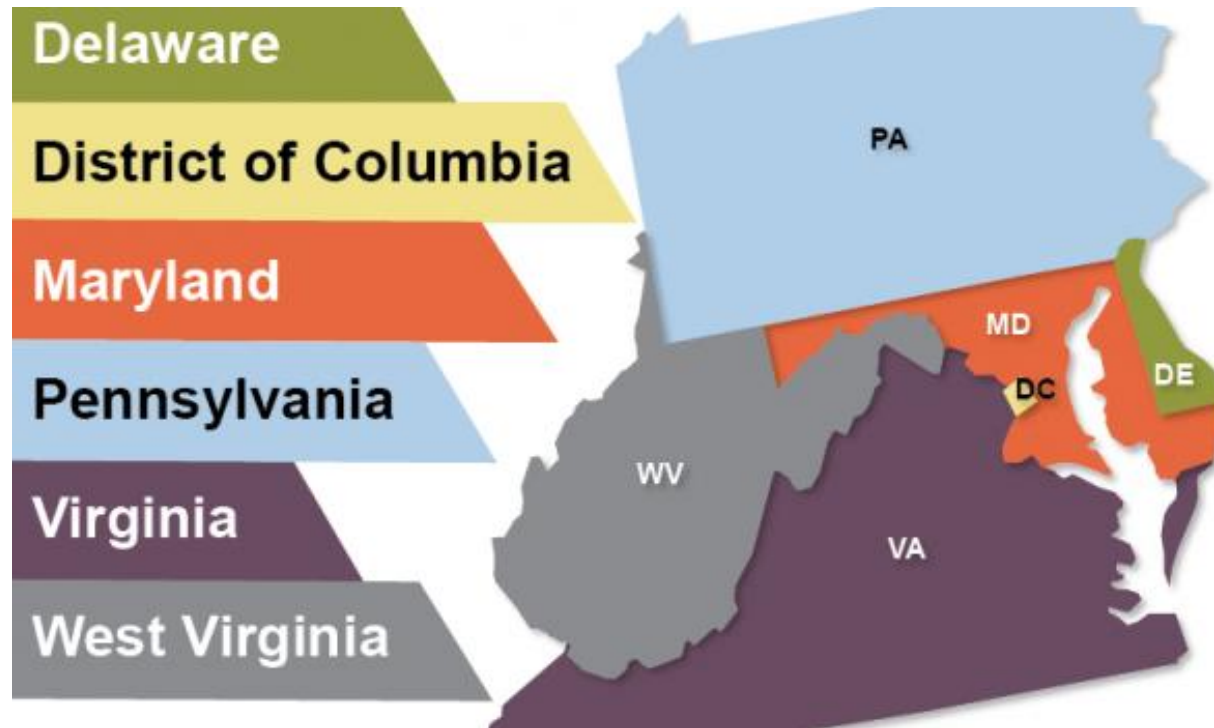 Delaware
District of Columbia
Maryland
Pennsylvania
Virginia
West Virginia
PA
MD
DE
DC
WV
VA